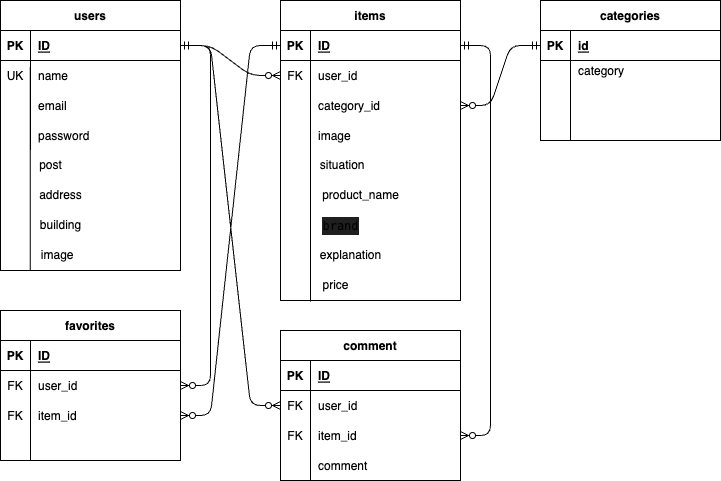 users
PK ID
UK name
email
password
post
address
building
image
items
PK ID
FK user_id
category_id
image
situation
product_name
brand
explanation
price
categories
PK id
category
favorites
PK ID
FK user_id
FK item_id
comment
PK ID
FK user_id
FK item_id
comment